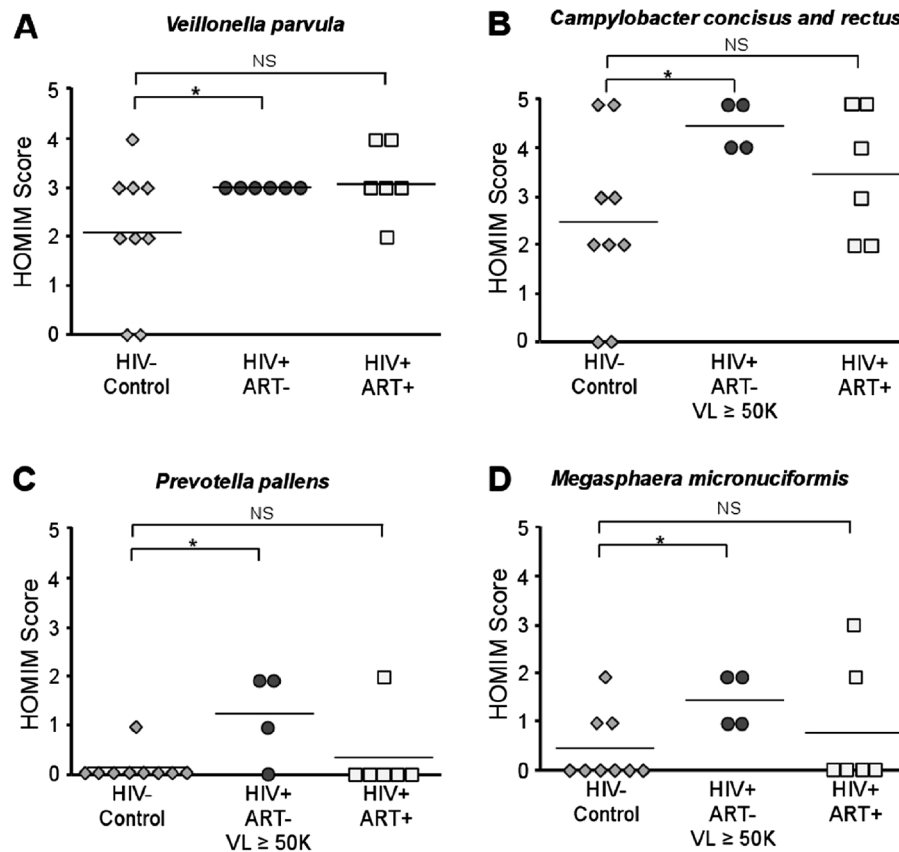 A
Veillonella parvula
NS
*
HOMIM Score
5
4
3
2
1
0
HIV- HIV+ HIV+
Control ART- ART+
B
Campylobacter concisus and rectus
NS
*
HOMIM Score
5
4
3
2
1
0
HIV- HIV+ HIV+
Control ART- ART+
VL ≥ 50K
C
Prevotella pallens
NS
*
HOMIM Score
5
4
3
2
1
0
HIV- HIV+ HIV+
Control ART- ART+
VL ≥ 50K
D
Megasphaera micronuciformis
NS
*
HOMIM Score
5
4
3
2
1
0
HIV- HIV+ HIV+
Control ART- ART+
VL ≥ 50K